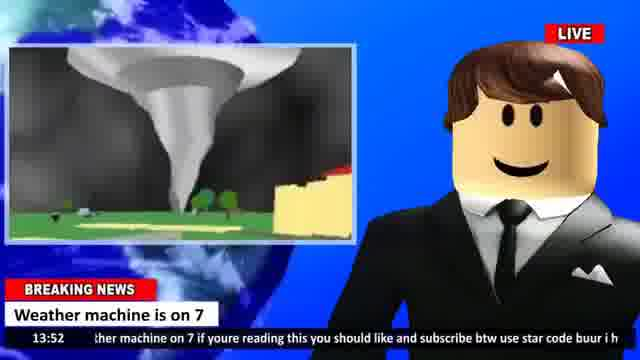 LIVE
BREAKING NEWS
Weather machine is on 7
13:52
ther machine on 7 if youre reading this you should like and subscribe btw use star code buur i h